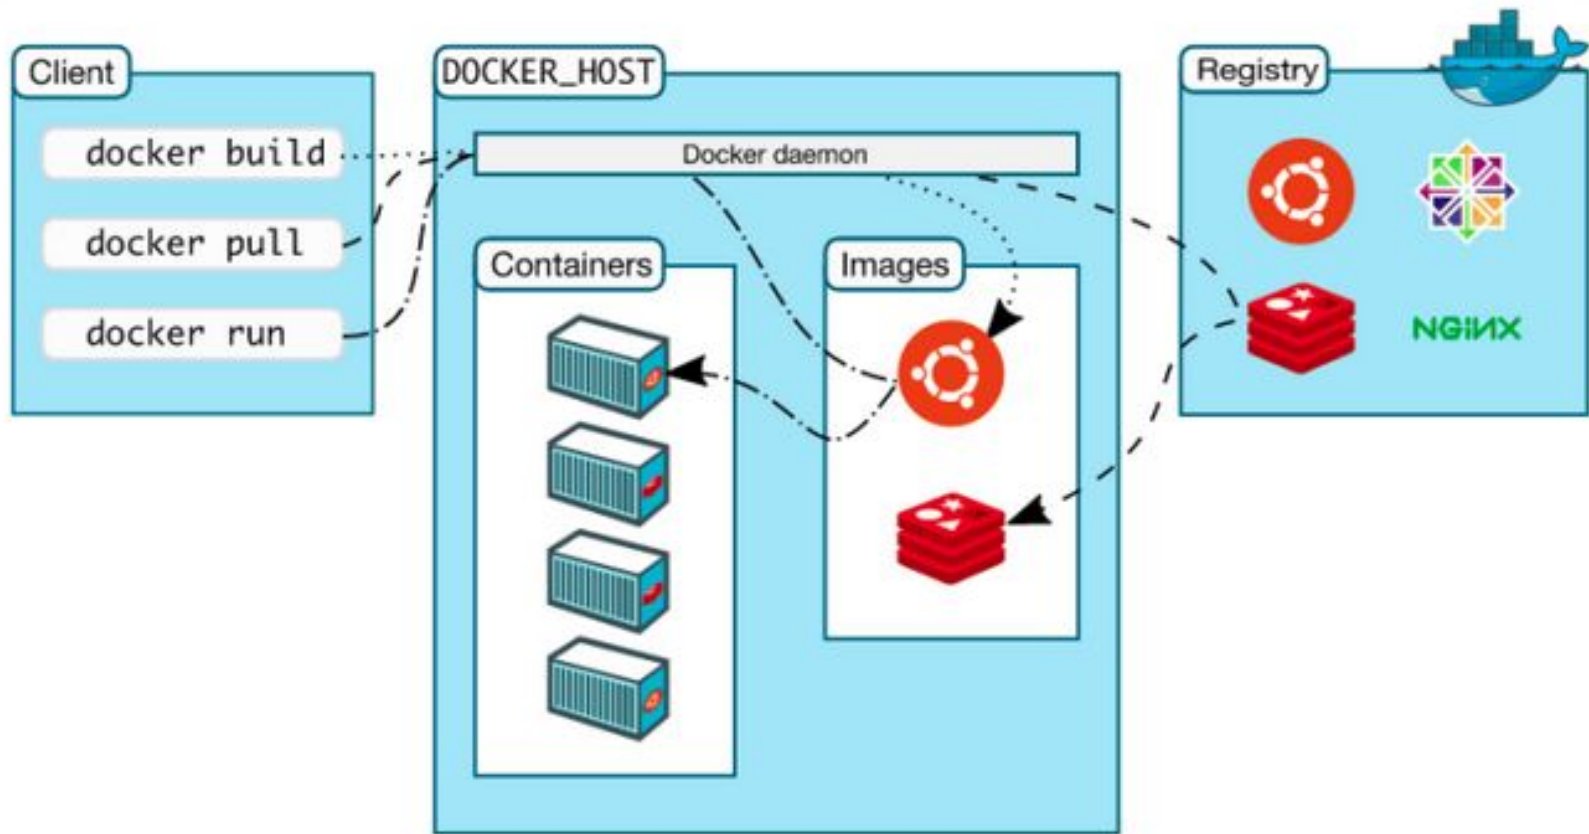 Client
docker build
docker pull
docker run
DOCKER_HOST
Docker daemon
Containers
Images
Registry
NGiNX